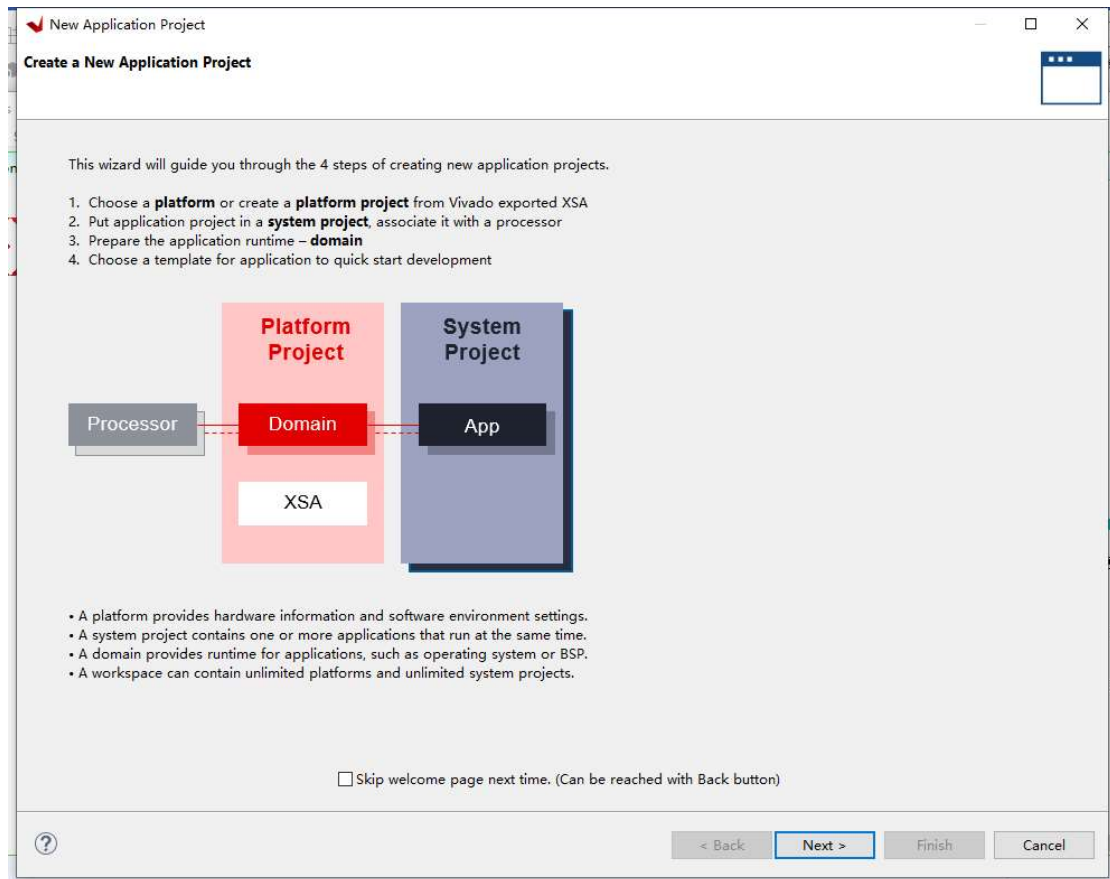 New Application Project
Create a New Application Project
This wizard will guide you through the 4 steps of creating new application projects.
1. Choose a platform or create a platform project from Vivado exported XSA
2. Put application project in a system project, associate it with a processor
3. Prepare the application runtime – domain
4. Choose a template for application to quick start development
Platform
Project
System
Project
Processor
Domain
App
XSA
• A platform provides hardware information and software environment settings.
• A system project contains one or more applications that run at the same time.
• A domain provides runtime for applications, such as operating system or BSP.
• A workspace can contain unlimited platforms and unlimited system projects.
Skip welcome page next time. (Can be reached with Back button)
?
< Back
Next >
Finish
Cancel